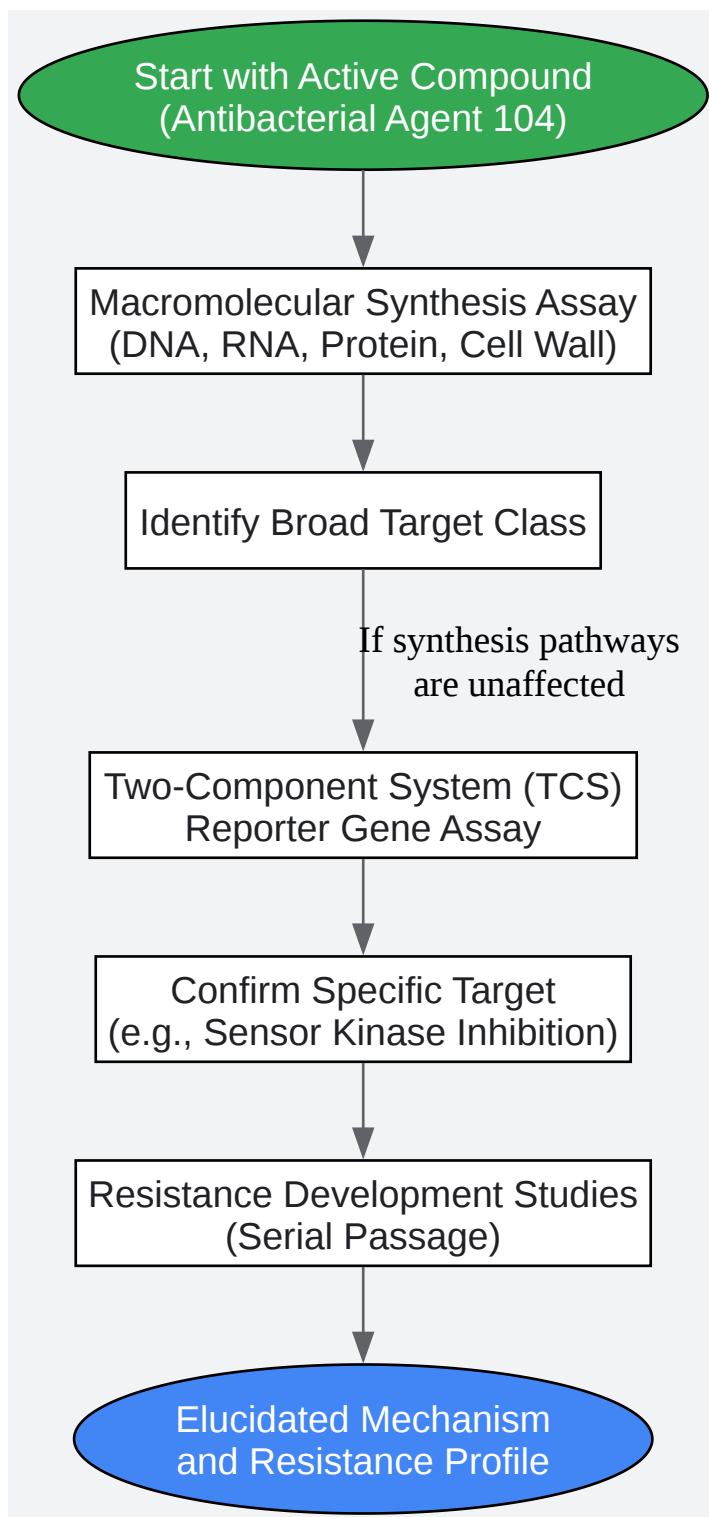 Start with Active Compound
(Antibacterial Agent 104)
Macromolecular Synthesis Assay
(DNA, RNA, Protein, Cell Wall)
Identify Broad Target Class
If synthesis pathways
are unaffected
Two-Component System (TCS)
Reporter Gene Assay
Confirm Specific Target
(e.g., Sensor Kinase Inhibition)
Resistance Development Studies
(Serial Passage)
Elucidated Mechanism
and Resistance Profile